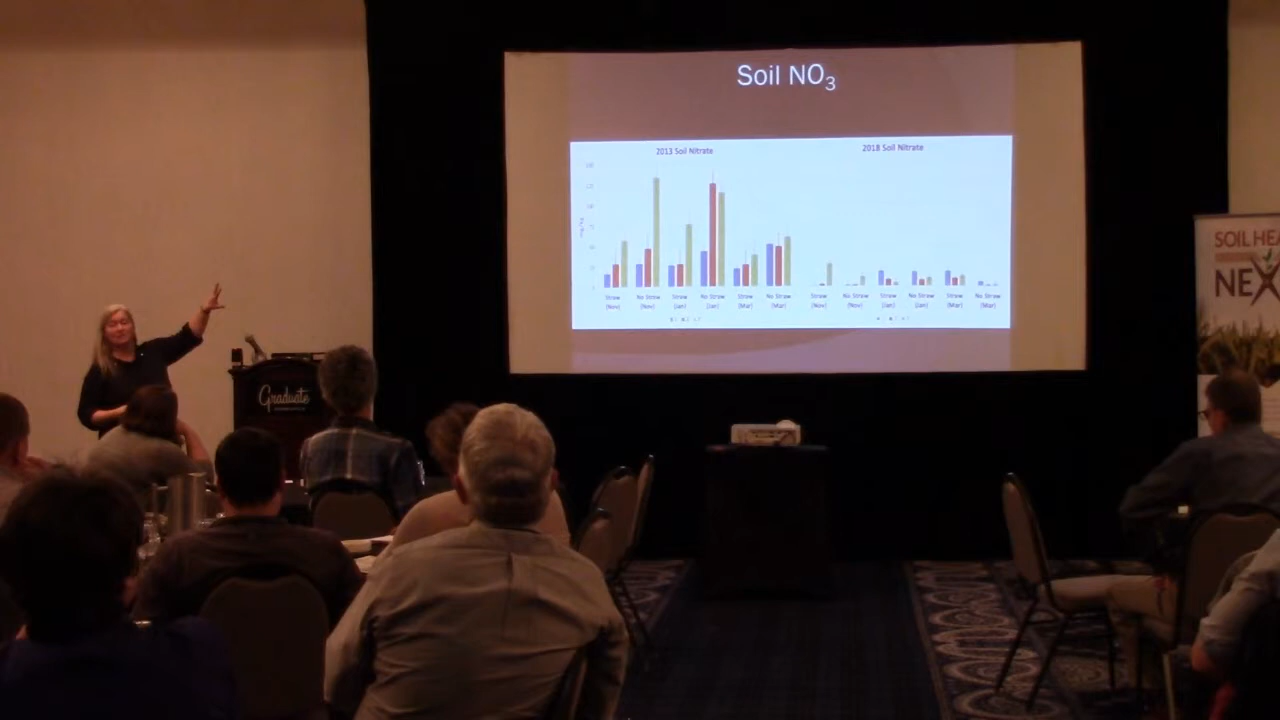 Soil NO₃
2013 Soil Nitrate
2018 Soil Nitrate
Straw (Nov)
No Straw (Nov)
Straw (Jan)
No Straw (Jan)
Straw (Mar)
No Straw (Mar)
Straw (Nov)
No Straw (Nov)
Straw (Jan)
No Straw (Jan)
Straw (Mar)
No Straw (Mar)
Graduate
SOIL HEA
NEX